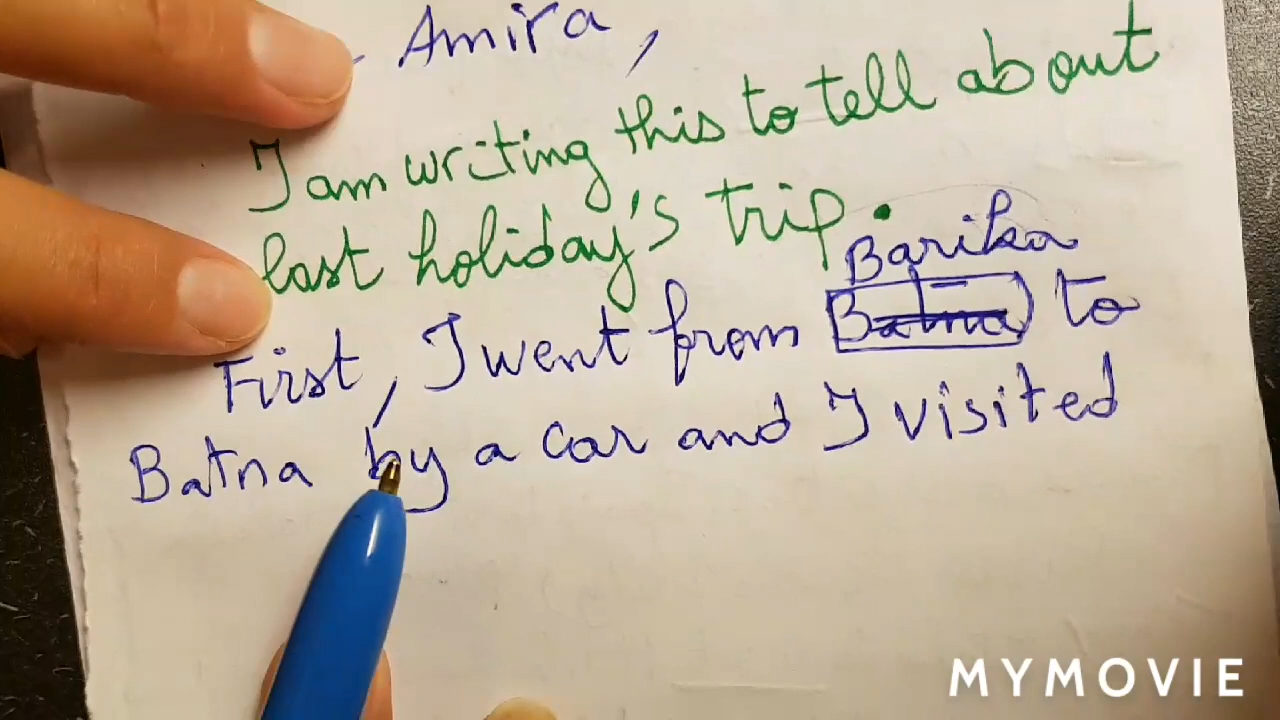 Amira,
I am writing this to tell about
last holiday's trip.
Barika
First, I went from Batna to
Batna by a car and I visited
MYMOVIE